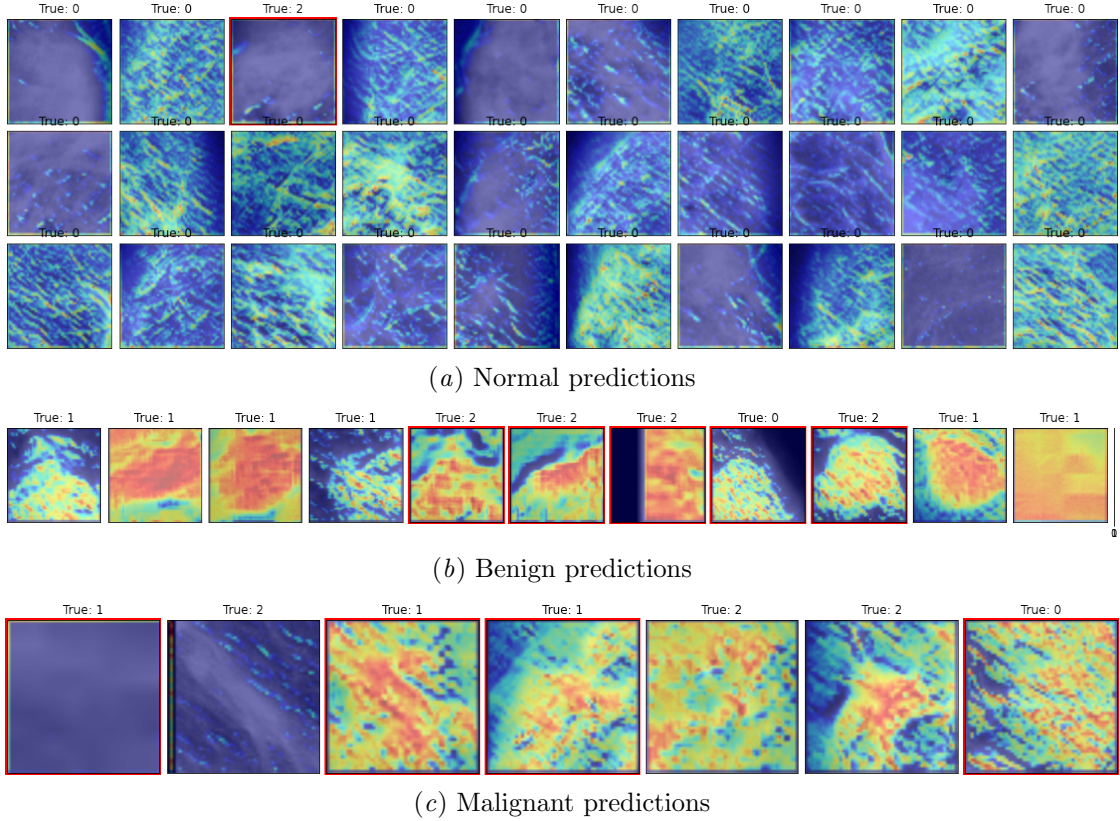 True: 0 True: 0 True: 2 True: 0 True: 0 True: 0 True: 0 True: 0 True: 0 True: 0
True: 0 True: 0 True: 0 True: 0 True: 0 True: 0 True: 0 True: 0 True: 0 True: 0
True: 0 True: 0 True: 0 True: 0 True: 0 True: 0 True: 0 True: 0 True: 0 True: 0
(a) Normal predictions
True: 1 True: 1 True: 1 True: 1 True: 2 True: 2 True: 2 True: 0 True: 2 True: 1 True: 1
(b) Benign predictions
True: 1 True: 2 True: 1 True: 1 True: 2 True: 2 True: 0
(c) Malignant predictions